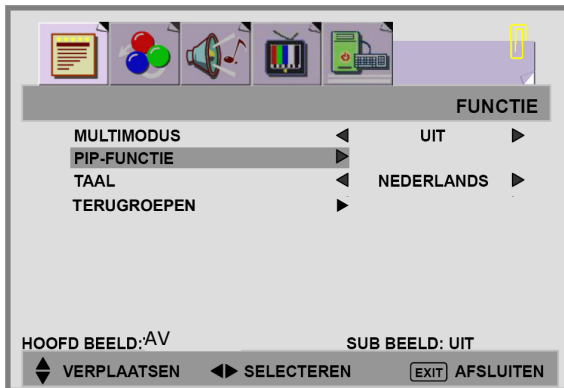 FUNCTIE
MULTIMODUS UIT
PIP-FUNCTIE
TAAL NEDERLANDS
TERUGROEPEN
HOOFD BEELD:AV SUB BEELD: UIT
VERPLAATSEN SELECTEREN EXIT AFSLUITEN